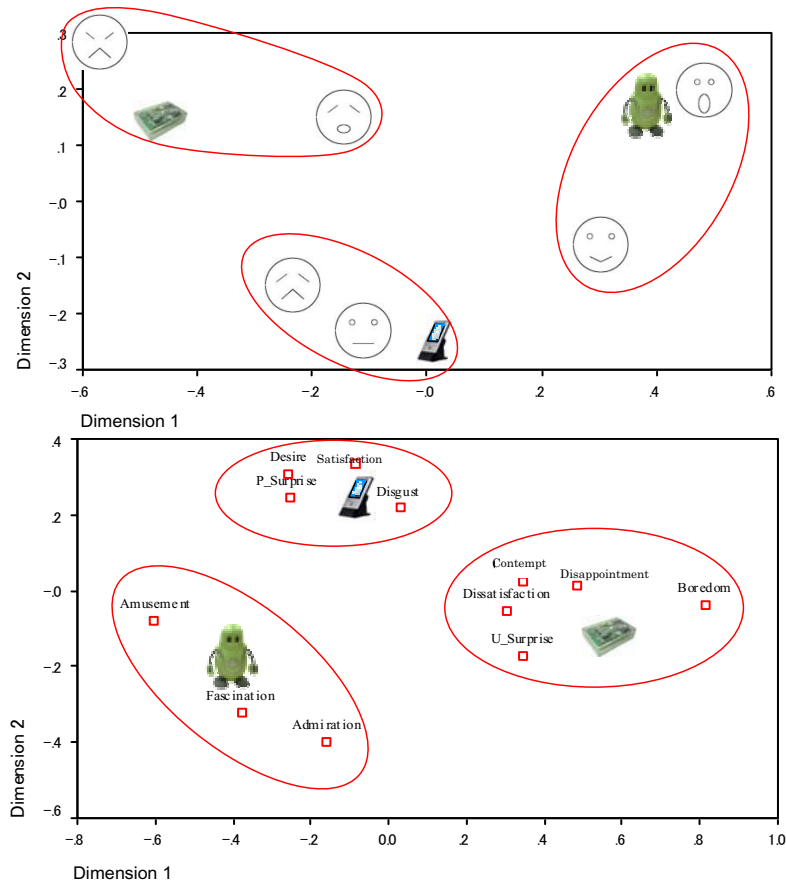 .3
.2
.1
-.0
-.1
-.2
-.3
Dimension 2
-.6 -.4 -.2 -.0 .2 .4 .6
Dimension 1
.4
.2
-.0
-.2
-.4
-.6
Dimension 2
Desire Satisfaction
P_Surprise
Disgust
Contempt
Disappointment
Dissatisfaction
Boredom
Amusement
U_Surprise
Fascination
Admiration
-.8 -.6 -.4 -.2 0.0 .2 .4 .6 .8 1.0
Dimension 1